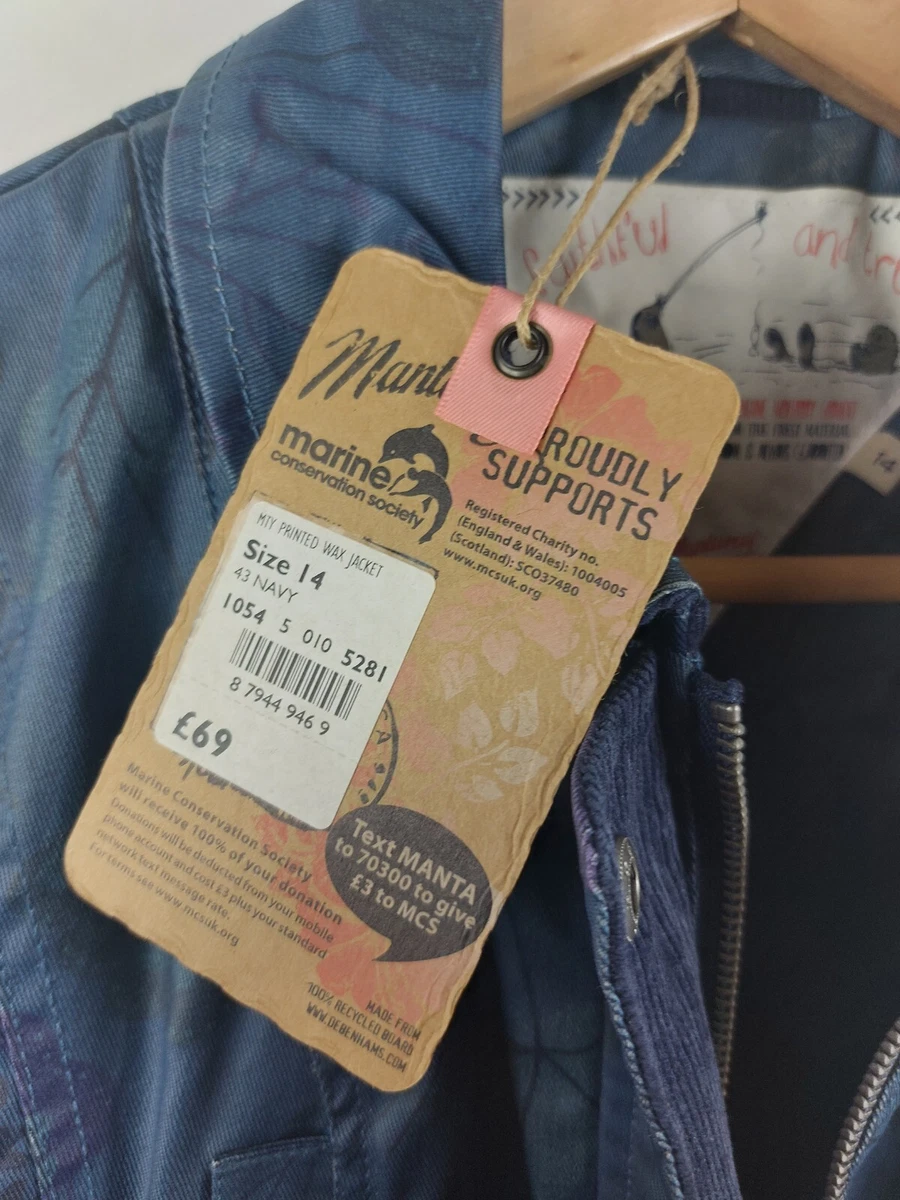 faithful
and
14
marine
conservation society
PROUDLY
SUPPORTS
Registered Charity no.
(England & Wales): 1004005
(Scotland): SCO37480
www.mcsuk.org
MTY PRINTED WAX JACKET
Size 14
43 NAVY
1054 5 010 5281
8 7944 946 9
£69
Marine Conservation Society
will receive 100% of your donation
Donations will be deducted from your mobile
phone account and cost £3 plus your standard
network text message rate.
For terms see www.mcsuk.org
Text MANTA
to 70300 to give
£3 to MCS
MADE FROM
100% RECYCLED BOARD
WWW.DEBENHAMS.COM